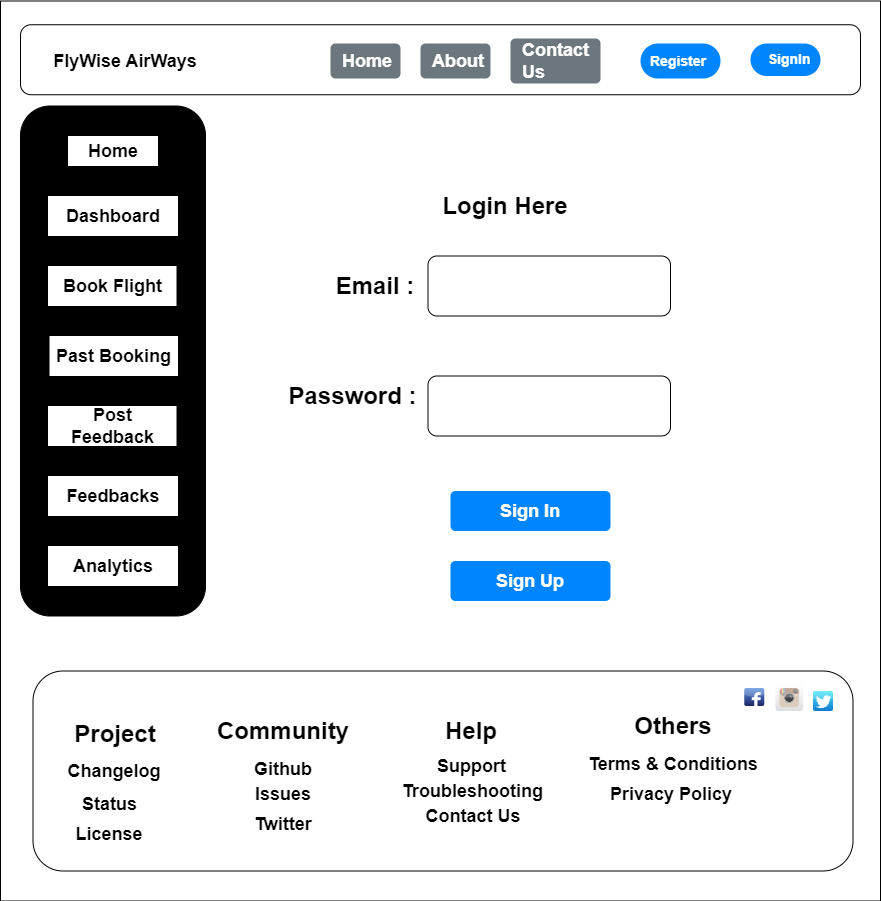 FlyWise AirWays
Home
About
Contact
Us
Register
SignIn
Home
Dashboard
Book Flight
Past Booking
Post
Feedback
Feedbacks
Analytics
Login Here
Email :
Password :
Sign In
Sign Up
Project
Changelog
Status
License
Community
Github
Issues
Twitter
Help
Support
Troubleshooting
Contact Us
Others
Terms & Conditions
Privacy Policy